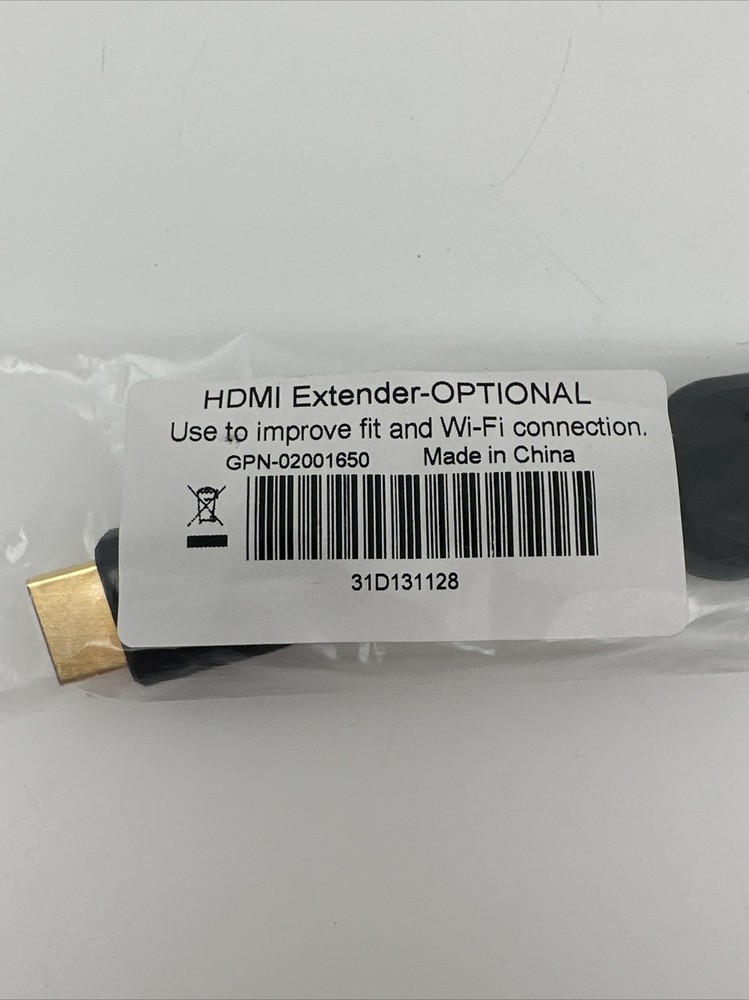 HDMI Extender-OPTIONAL
Use to improve fit and Wi-Fi connection.
GPN-02001650 Made in China
31D131128